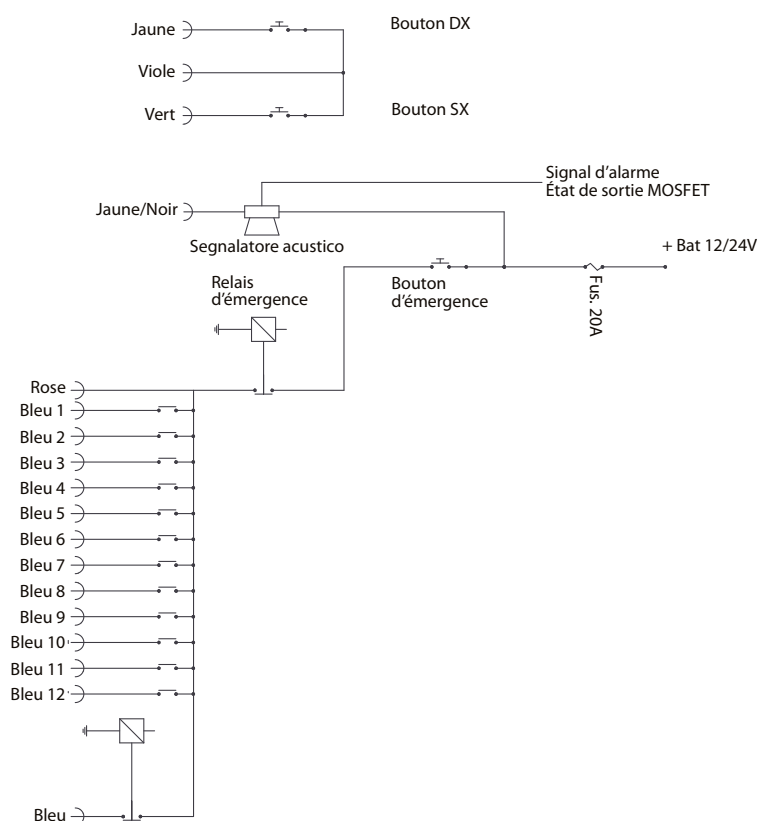 Jaune
Bouton DX
Viole
Vert
Bouton SX
Signal d’alarme
État de sortie MOSFET
Jaune/Noir
Segnalatore acustico
+ Bat 12/24V
Relais
d’émergence
Bouton
d’émergence
Fus. 20A
Rose
Bleu 1
Bleu 2
Bleu 3
Bleu 4
Bleu 5
Bleu 6
Bleu 7
Bleu 8
Bleu 9
Bleu 10
Bleu 11
Bleu 12
Bleu